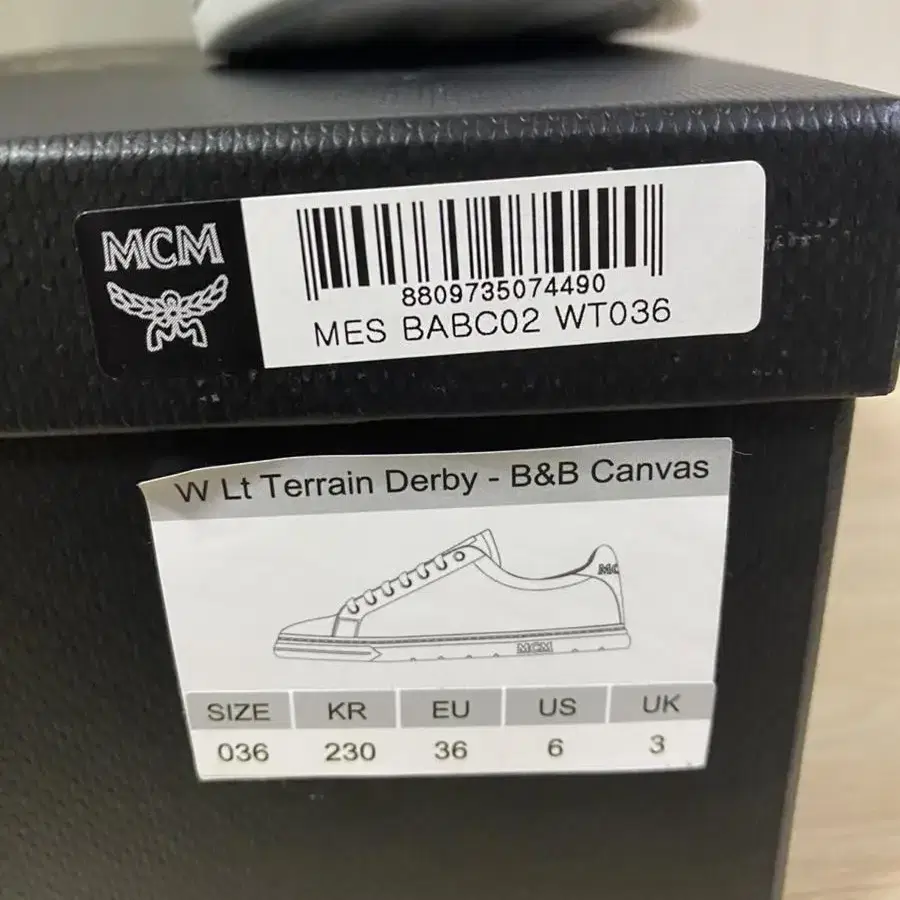 MCM
8809735074490
MES BABC02 WT036
W Lt Terrain Derby - B&B Canvas
MCM
SIZE KR EU US UK
036 230 36 6 3